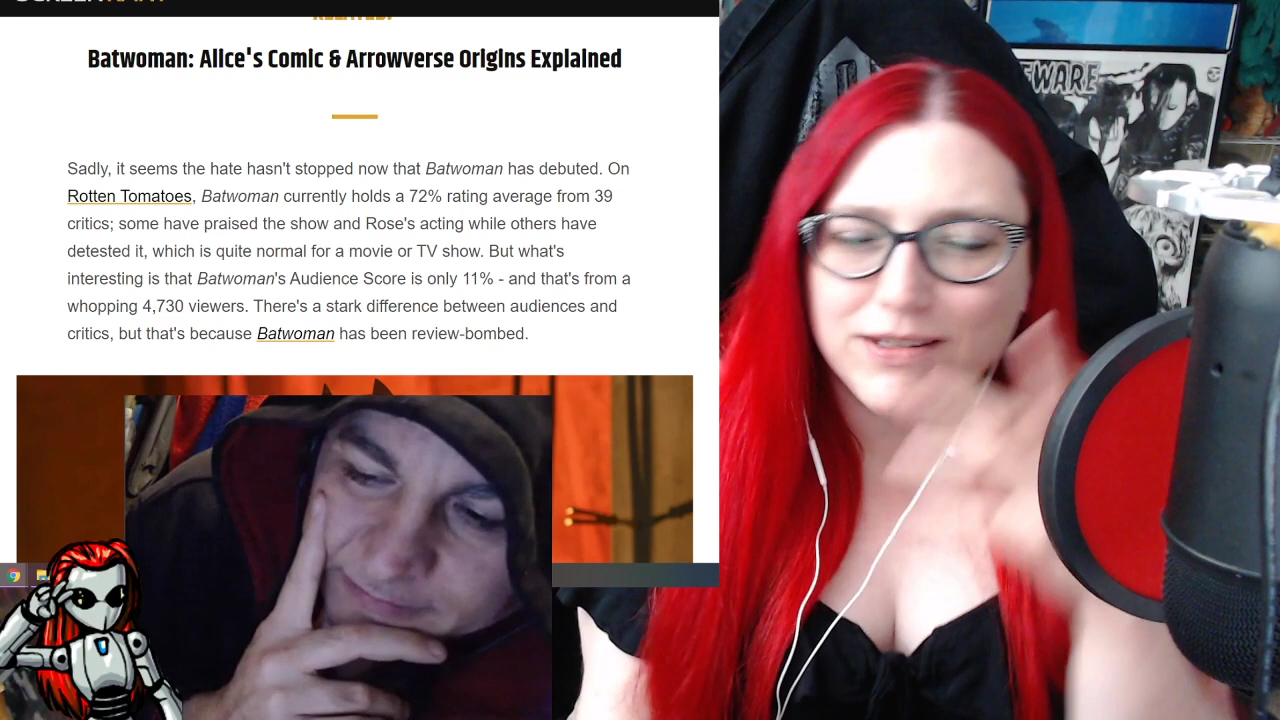 SCREEN RANT
RELATED:
Batwoman: Alice's Comic & Arrowverse Origins Explained
Sadly, it seems the hate hasn't stopped now that Batwoman has debuted. On
Rotten Tomatoes, Batwoman currently holds a 72% rating average from 39
critics; some have praised the show and Rose's acting while others have
detested it, which is quite normal for a movie or TV show. But what's
interesting is that Batwoman's Audience Score is only 11% - and that's from a
whopping 4,730 viewers. There's a stark difference between audiences and
critics, but that's because Batwoman has been review-bombed.
EWARE